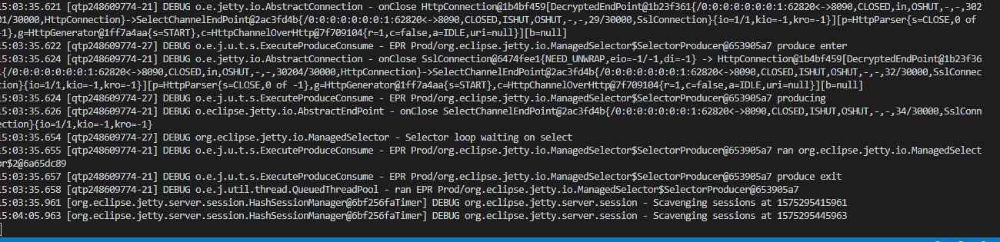 15:03:35.621 [qtp248609774-21] DEBUG o.e.jetty.io.AbstractConnection - onClose HttpConnection@1b4bf459[DecryptedEndPoint@1b23f361{/0:0:0:0:0:0:0:1:62820<->8090,CLOSED,in,OSHUT,-,-,302
01/30000,HttpConnection}->SelectChannelEndPoint@2ac3fd4b{/0:0:0:0:0:0:0:1:62820<->8090,CLOSED,ISHUT,OSHUT,-,-,29/30000,SslConnection}{io=1/1,kio=-1,kro=-1}][p=HttpParser{s=CLOSE,0 of
-1},g=HttpGenerator@1ff7a4aa{s=START},c=HttpChannelOverHttp@7f709104{r=1,c=false,a=IDLE,uri=null}][b=null]
15:03:35.622 [qtp248609774-27] DEBUG o.e.j.u.t.s.ExecuteProduceConsume - EPR Prod/org.eclipse.jetty.io.ManagedSelector$SelectorProducer@653905a7 produce enter
15:03:35.624 [qtp248609774-21] DEBUG o.e.jetty.io.AbstractConnection - onClose SslConnection@6474fee1{NEED_UNWRAP,eio=-1/-1,di=-1} -> HttpConnection@1b4bf459[DecryptedEndPoint@1b23f36
1{/0:0:0:0:0:0:0:1:62820<->8090,CLOSED,in,OSHUT,-,-,30204/30000,HttpConnection}->SelectChannelEndPoint@2ac3fd4b{/0:0:0:0:0:0:0:1:62820<->8090,CLOSED,ISHUT,OSHUT,-,-,32/30000,SslConnec
tion}{io=1/1,kio=-1,kro=-1}][p=HttpParser{s=CLOSE,0 of -1},g=HttpGenerator@1ff7a4aa{s=START},c=HttpChannelOverHttp@7f709104{r=1,c=false,a=IDLE,uri=null}][b=null]
15:03:35.624 [qtp248609774-27] DEBUG o.e.j.u.t.s.ExecuteProduceConsume - EPR Prod/org.eclipse.jetty.io.ManagedSelector$SelectorProducer@653905a7 producing
15:03:35.626 [qtp248609774-21] DEBUG o.eclipse.jetty.io.AbstractEndPoint - onClose SelectChannelEndPoint@2ac3fd4b{/0:0:0:0:0:0:0:1:62820<->8090,CLOSED,ISHUT,OSHUT,-,-,34/30000,SslConn
ection}{io=1/1,kio=-1,kro=-1}
15:03:35.654 [qtp248609774-27] DEBUG org.eclipse.jetty.io.ManagedSelector - Selector loop waiting on select
15:03:35.655 [qtp248609774-21] DEBUG o.e.j.u.t.s.ExecuteProduceConsume - EPR Prod/org.eclipse.jetty.io.ManagedSelector$SelectorProducer@653905a7 ran org.eclipse.jetty.io.ManagedSelect
or$2@6a65dc89
15:03:35.657 [qtp248609774-21] DEBUG o.e.j.u.t.s.ExecuteProduceConsume - EPR Prod/org.eclipse.jetty.io.ManagedSelector$SelectorProducer@653905a7 produce exit
15:03:35.658 [qtp248609774-21] DEBUG o.e.j.util.thread.QueuedThreadPool - ran EPR Prod/org.eclipse.jetty.io.ManagedSelector$SelectorProducer@653905a7
15:03:35.961 [org.eclipse.jetty.server.session.HashSessionManager@6bf256faTimer] DEBUG org.eclipse.jetty.server.session - Scavenging sessions at 1575295415961
15:04:05.963 [org.eclipse.jetty.server.session.HashSessionManager@6bf256faTimer] DEBUG org.eclipse.jetty.server.session - Scavenging sessions at 1575295445963